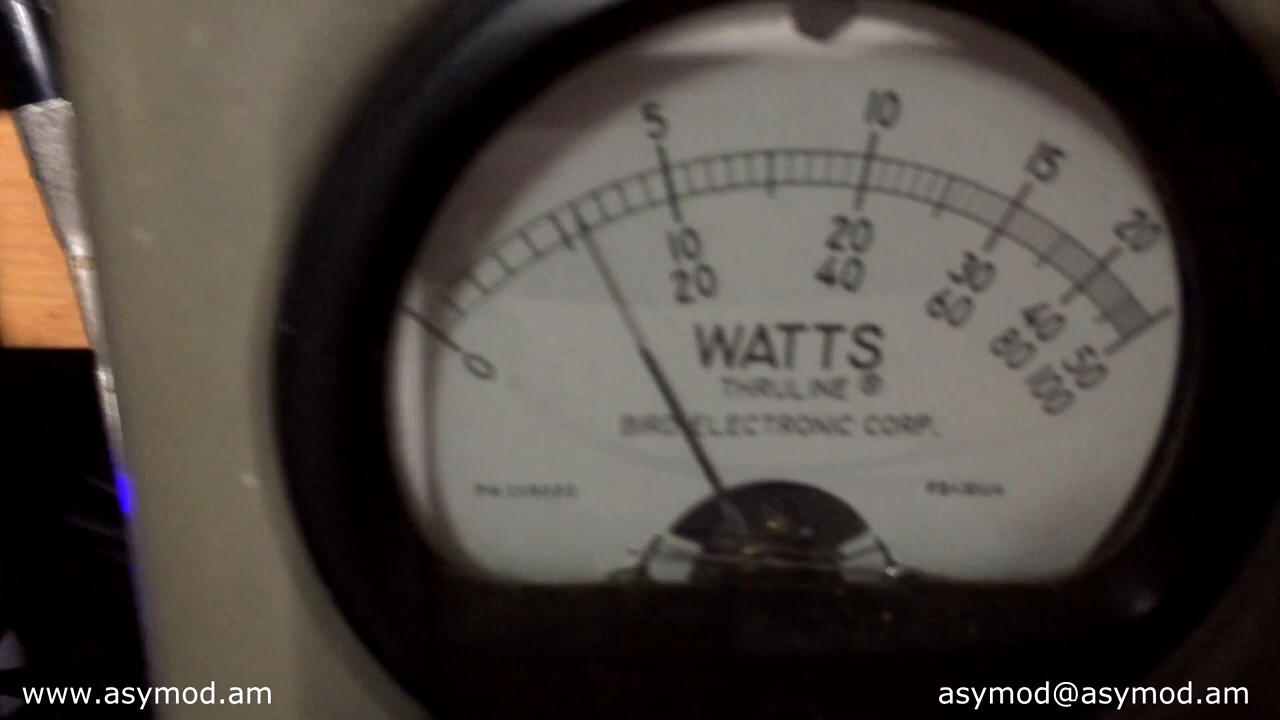 5 10 15 20 25
0 10 20 30 40 50
20 40 60 80 100
WATTS
THRULINE ®
BIRD ELECTRONIC CORP.
www.asymod.am
asymod@asymod.am